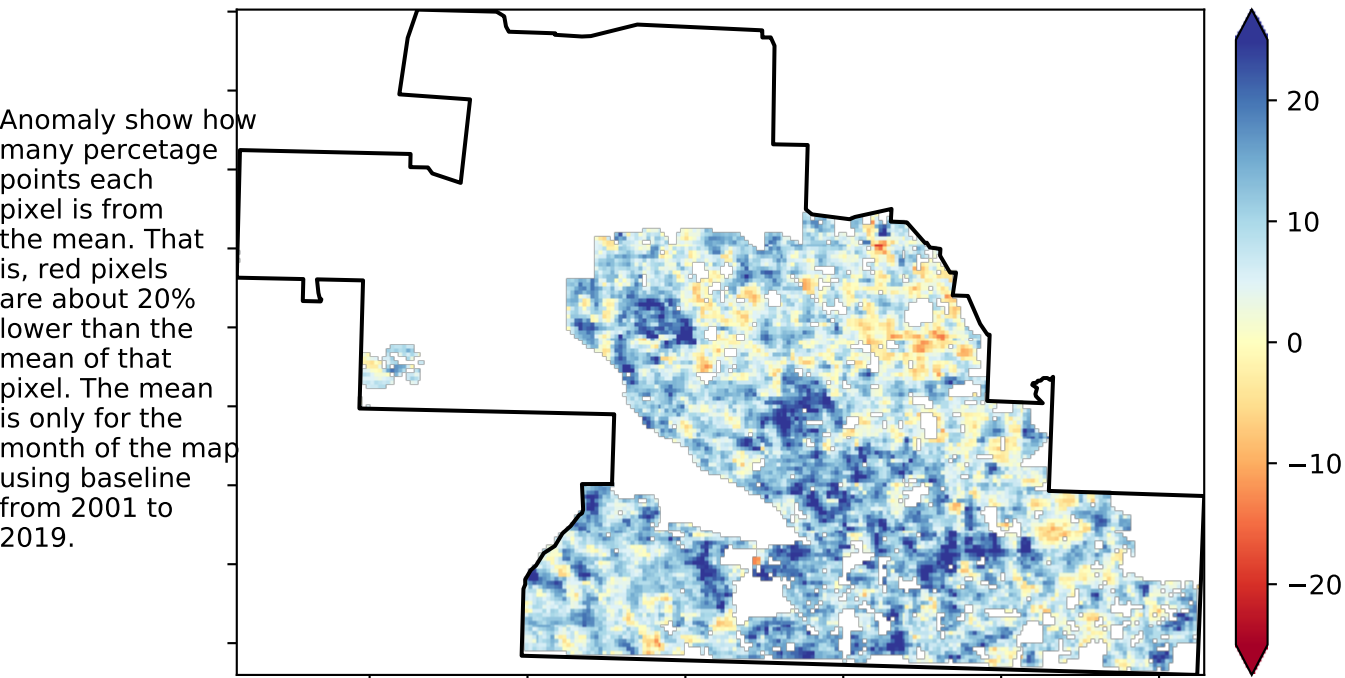 Anomaly show how
many percetage
points each
pixel is from
the mean. That
is, red pixels
are about 20%
lower than the
mean of that
pixel. The mean
is only for the
month of the map
using baseline
from 2001 to
2019.
20
10
0
−10
−20